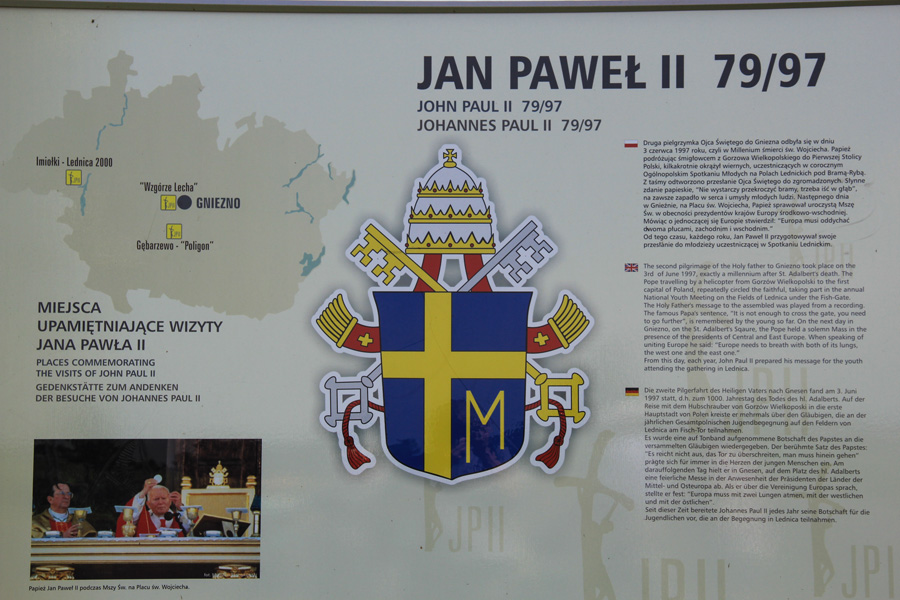 JAN PAWEŁ II 79/97
JOHN PAUL II 79/97
JOHANNES PAUL II 79/97
Imiołki - Lednica 2000
"Wzgórze Lecha"
GNIEZNO
Gębarzewo - "Poligon"
MIEJSCA
UPAMIĘTNIAJĄCE WIZYTY
JANA PAWŁA II
PLACES COMMEMORATING
THE VISITS OF JOHN PAUL II
GEDENKSTÄTTE ZUM ANDENKEN
DER BESUCHE VON JOHANNES PAUL II
Papież Jan Paweł II podczas Mszy Św. na Placu św. Wojciecha.
M
Druga pielgrzymka Ojca Świętego do Gniezna odbyła się w dniu
3 czerwca 1997 roku, czyli w Milenium śmierci św. Wojciecha. Papież
podróżując śmigłowcem z Gorzowa Wielkopolskiego do Pierwszej Stolicy
Polski, kilkakrotnie okrążył wiernych, uczestniczących w corocznym
Ogólnopolskim Spotkaniu Młodych na Polach Lednickich pod Bramą-Rybą.
Z taśmy odtworzono przesłanie Ojca Świętego do zgromadzonych. Słynne
zdanie papieskie, "Nie wystarczy przekroczyć bramy, trzeba iść w głąb",
na zawsze zapadło w serca i umysły młodych ludzi. Następnego dnia
w Gnieźnie, na Placu św. Wojciecha, Papież sprawował uroczystą Mszę
Św. w obecności prezydentów krajów Europy środkowo-wschodniej.
Mówiąc o jednoczącej się Europie stwierdził: "Europa musi oddychać
dwoma płucami, zachodnim i wschodnim".
Od tego czasu, każdego roku, Jan Paweł II przygotowywał swoje
przesłanie do młodzieży uczestniczącej w Spotkaniu Lednickim.
The second pilgrimage of the Holy father to Gniezno took place on the
3rd of June 1997, exactly a millennium after St. Adalbert's death. The
Pope travelling by a helicopter from Gorzów Wielkopolski to the first
capital of Poland, repeatedly circled the faithful, taking part in the annual
National Youth Meeting on the Fields of Lednica under the Fish-Gate.
The Holy Father's message to the assembled was played from a recording.
The famous Papa's sentence, "It is not enough to cross the gate, you need
to go further", is remembered by the young so far. On the next day in
Gniezno, on the St. Adalbert's Sqaure, the Pope held a solemn Mass in the
presence of the presidents of Central and East Europe. When speaking of
uniting Europe he said: "Europe needs to breath with both of its lungs,
the west one and the east one."
From this day, each year, John Paul II prepared his message for the youth
attending the gathering in Lednica.
Die zweite Pilgerfahrt des Heiligen Vaters nach Gnesen fand am 3. Juni
1997 statt, d.h. zum 1000. Jahrestag des Todes des hl. Adalberts. Auf der
Reise mit dem Hubschrauber von Gorzów Wielkoposki in die erste
Hauptstadt von Polen kreiste er mehrmals über den Gläubigen, die an der
jährlichen Gesamtpolnischen Jugendbegegnung auf den Feldern von
Lednica am Fisch-Tor teilnahmen.
Es wurde eine auf Tonband aufgenommene Botschaft des Papstes an die
versammelten Gläubigen wiedergegeben. Der berühmte Satz des Papstes:
"Es reicht nicht aus, das Tor zu überschreiten, man muss hinein gehen"
prägte sich für immer in die Herzen der jungen Menschen ein. Am
darauffolgenden Tag hielt er in Gnesen, auf dem Platz des hl. Adalberts
eine feierliche Messe in der Anwesenheit der Präsidenten der Länder der
Mittel- und Osteuropa ab. Als er über die Vereinigung Europas sprach,
stellte er fest: "Europa muss mit zwei Lungen atmen, mit der westlichen
und mit der östlichen".
Seit dieser Zeit bereitete Johannes Paul II jedes Jahr seine Botschaft für die
Jugendlichen vor, die an der Begegnung in Lednica teilnahmen.
JPII
JPII
JPII